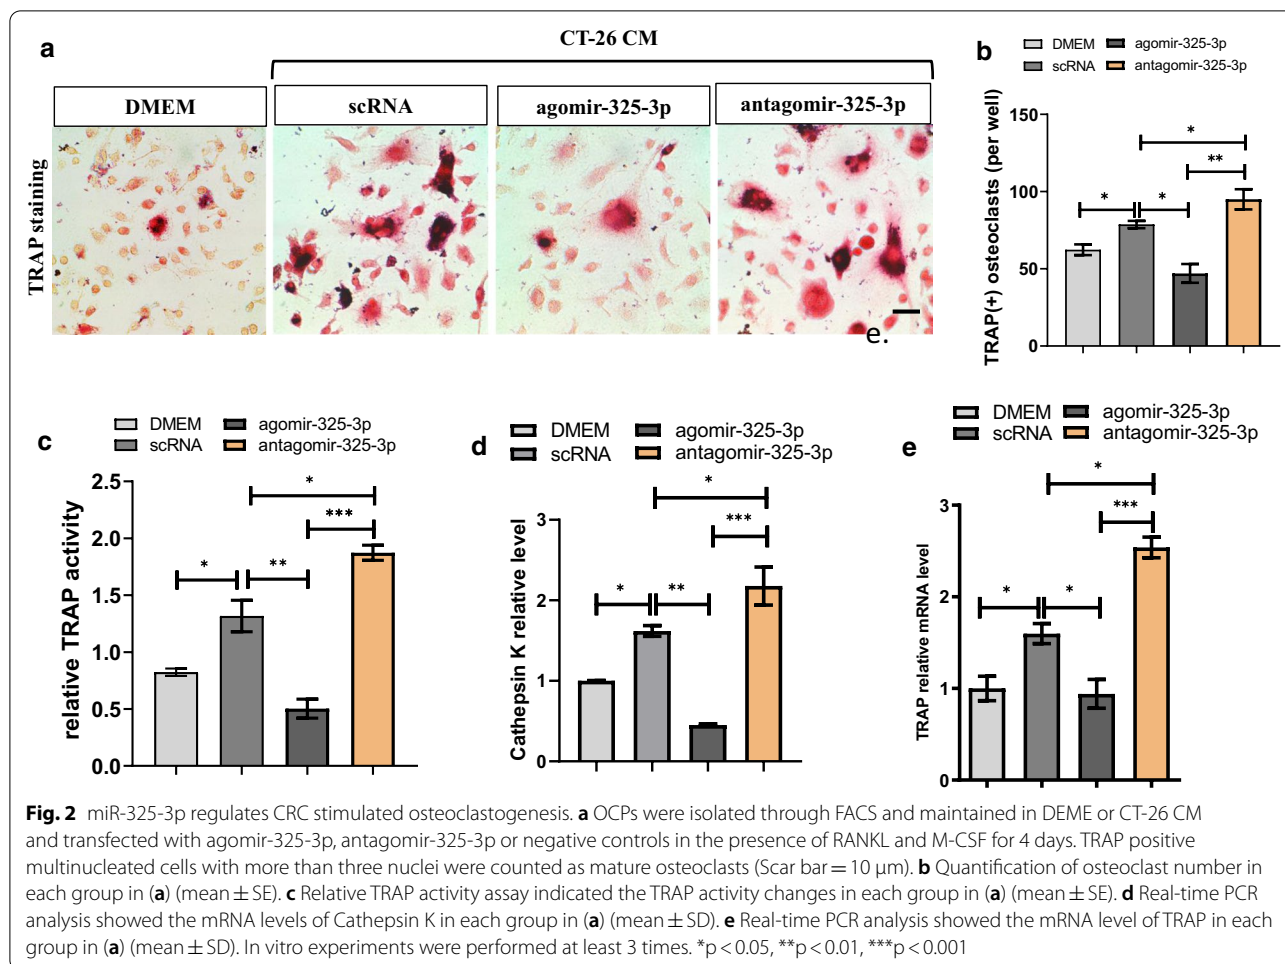 a
CT-26 CM
DMEM
scRNA
agomir-325-3p
antagomir-325-3p
TRAP staining
e.
b
DMEM
agomir-325-3p
scRNA
antagomir-325-3p
TRAP(+) osteoclasts (per well)
150
100
50
0
*
*
*
**
c
DMEM
agomir-325-3p
scRNA
antagomir-325-3p
relative TRAP activity
2.5
2.0
1.5
1.0
0.5
0.0
*
**
***
*
d
DMEM
agomir-325-3p
scRNA
antagomir-325-3p
Cathepsin K relative level
3
2
1
0
*
**
***
*
e
DMEM
agomir-325-3p
scRNA
antagomir-325-3p
TRAP relative mRNA level
3
2
1
0
*
*
***
*
Fig. 2 miR-325-3p regulates CRC stimulated osteoclastogenesis. a OCPs were isolated through FACS and maintained in DEME or CT-26 CM
and transfected with agomir-325-3p, antagomir-325-3p or negative controls in the presence of RANKL and M-CSF for 4 days. TRAP positive
multinucleated cells with more than three nuclei were counted as mature osteoclasts (Scar bar = 10 μm). b Quantification of osteoclast number in
each group in (a) (mean ± SE). c Relative TRAP activity assay indicated the TRAP activity changes in each group in (a) (mean ± SE). d Real-time PCR
analysis showed the mRNA levels of Cathepsin K in each group in (a) (mean ± SD). e Real-time PCR analysis showed the mRNA level of TRAP in each
group in (a) (mean ± SD). In vitro experiments were performed at least 3 times. *p < 0.05, **p < 0.01, ***p < 0.001